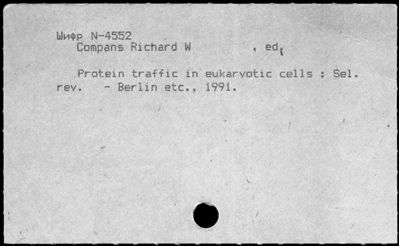 Шифр N-4552
Compans Richard W , ed,
Protein traffic in eukaryotic cells : Sel.
rev. - Berlin etc., 1991.